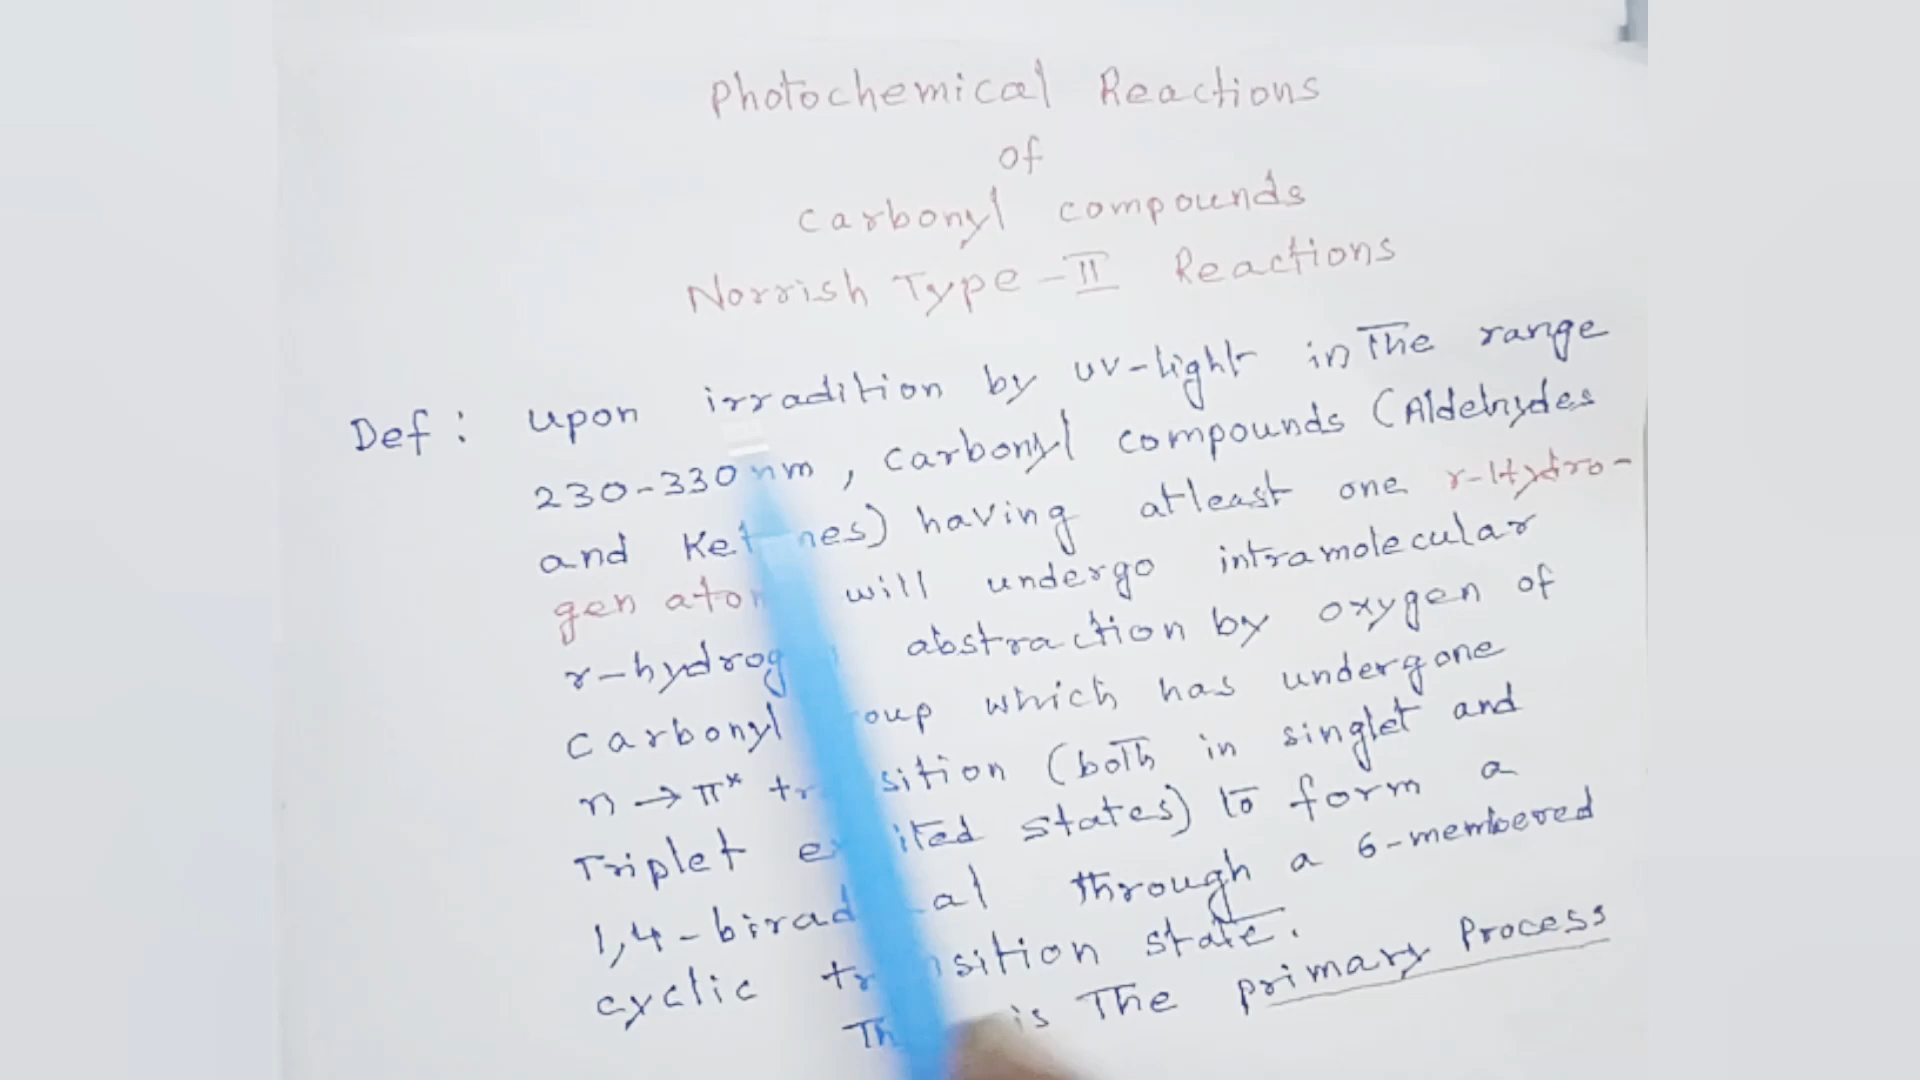 Photochemical Reactions
of
Carbonyl compounds
Norrish Type-II Reactions
Def: Upon irradition by UV-light in The range
230-330nm, carbonyl compounds (Aldehydes
and Ket nes) having atleast one r-Hydro-
gen atom will undergo intramolecular
r-hydrog abstraction by oxygen of
carbonyl oup which has undergone
n → π* tr sition (both in singlet and
Triplet e ited states) to form a
1,4-birad al through a 6-membered
cyclic tr sition state.
Th is The primary Process